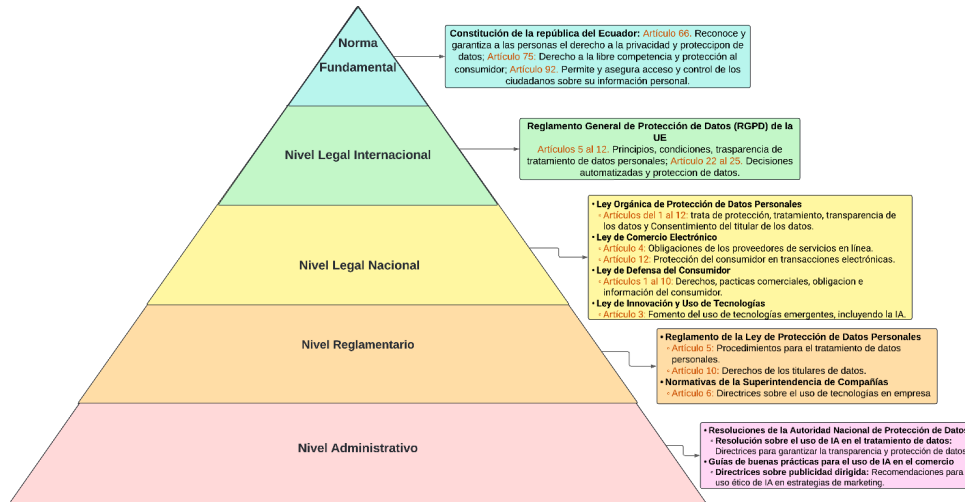 Norma
Fundamental
Constitución de la república del Ecuador: Artículo 66. Reconoce y
garantiza a las personas el derecho a la privacidad y proteccipon de
datos; Artículo 75: Derecho a la libre competencia y protección al
consumidor; Artículo 92. Permite y asegura acceso y control de los
ciudadanos sobre su información personal.
Nivel Legal Internacional
Reglamento General de Protección de Datos (RGPD) de la
UE
Artículos 5 al 12. Principios, condiciones, trasparencia de
tratamiento de datos personales; Artículo 22 al 25. Decisiones
automatizadas y proteccion de datos.
Nivel Legal Nacional
• Ley Orgánica de Protección de Datos Personales
◦ Artículos del 1 al 12: trata de protección, tratamiento, transparencia de
los datos y Consentimiento del titular de los datos.
• Ley de Comercio Electrónico
◦ Artículo 4: Obligaciones de los proveedores de servicios en línea.
◦ Artículo 12: Protección del consumidor en transacciones electrónicas.
• Ley de Defensa del Consumidor
◦ Artículos 1 al 10: Derechos, pacticas comerciales, obligacion e
información del consumidor.
• Ley de Innovación y Uso de Tecnologías
◦ Artículo 3: Fomento del uso de tecnologías emergentes, incluyendo la IA.
Nivel Reglamentario
• Reglamento de la Ley de Protección de Datos Personales
◦ Artículo 5: Procedimientos para el tratamiento de datos
personales.
◦ Artículo 10: Derechos de los titulares de datos.
• Normativas de la Superintendencia de Compañías
◦ Artículo 6: Directrices sobre el uso de tecnologías en empresa
Nivel Administrativo
• Resoluciones de la Autoridad Nacional de Protección de Datos
◦ Resolución sobre el uso de IA en el tratamiento de datos:
Directrices para garantizar la transparencia y protección de datos
• Guías de buenas prácticas para el uso de IA en el comercio
◦ Directrices sobre publicidad dirigida: Recomendaciones para
uso ético de IA en estrategias de marketing.